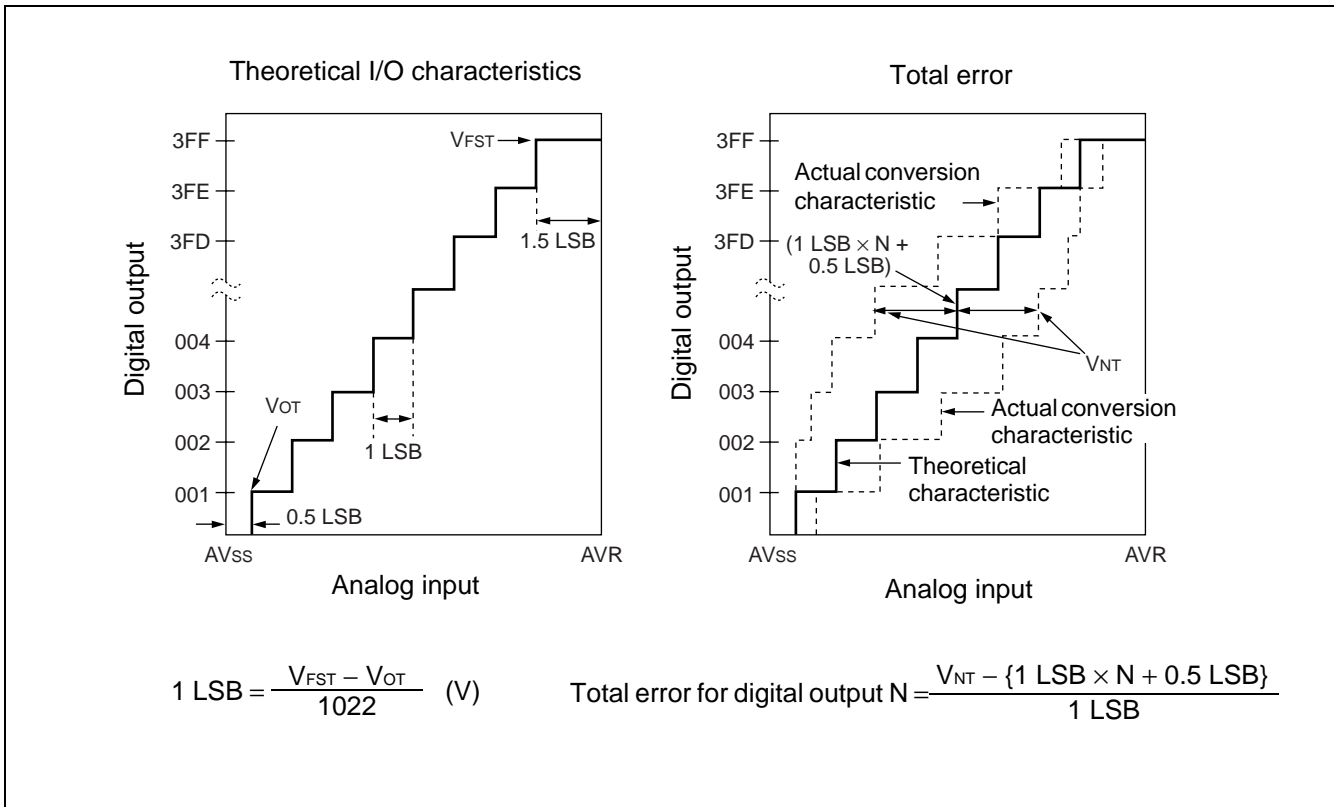 Theoretical I/O characteristics
3FF
3FE
3FD
004
003
002
001
Digital output
VFST
1.5 LSB
VOT
1 LSB
0.5 LSB
AVSS
AVR
Analog input
Total error
3FF
3FE
3FD
004
003
002
001
Digital output
Actual conversion
characteristic
(1 LSB × N +
0.5 LSB)
VNT
Actual conversion
characteristic
Theoretical
characteristic
AVSS
AVR
Analog input
1 LSB = VFST – VOT / 1022 (V)
Total error for digital output N = VNT – {1 LSB × N + 0.5 LSB} / 1 LSB